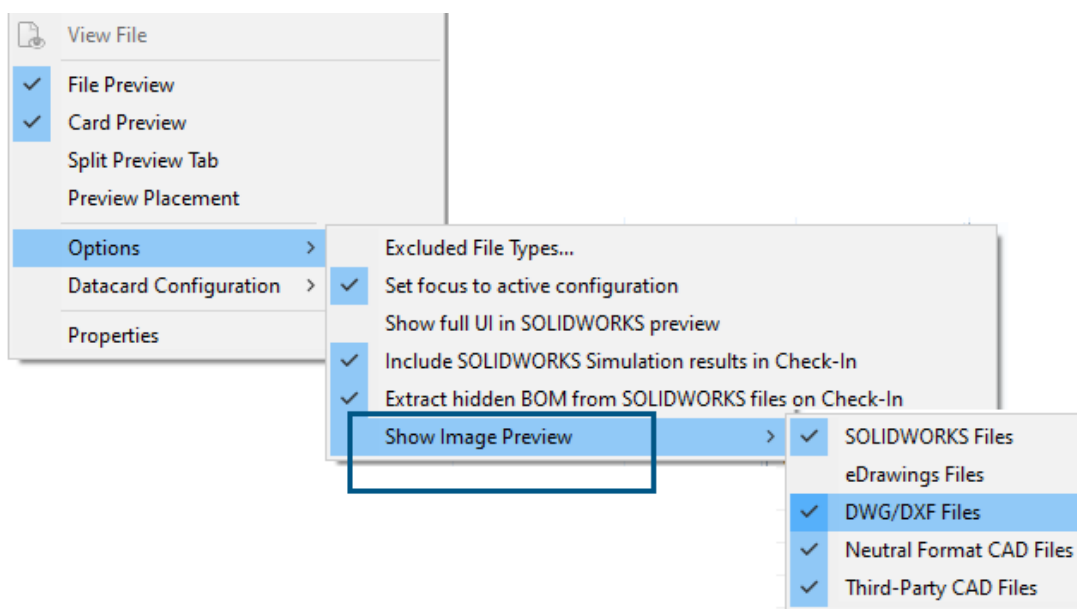 View File
File Preview
Card Preview
Split Preview Tab
Preview Placement
Options
Datacard Configuration
Properties
Excluded File Types...
Set focus to active configuration
Show full UI in SOLIDWORKS preview
Include SOLIDWORKS Simulation results in Check-In
Extract hidden BOM from SOLIDWORKS files on Check-In
Show Image Preview
SOLIDWORKS Files
eDrawings Files
DWG/DXF Files
Neutral Format CAD Files
Third-Party CAD Files